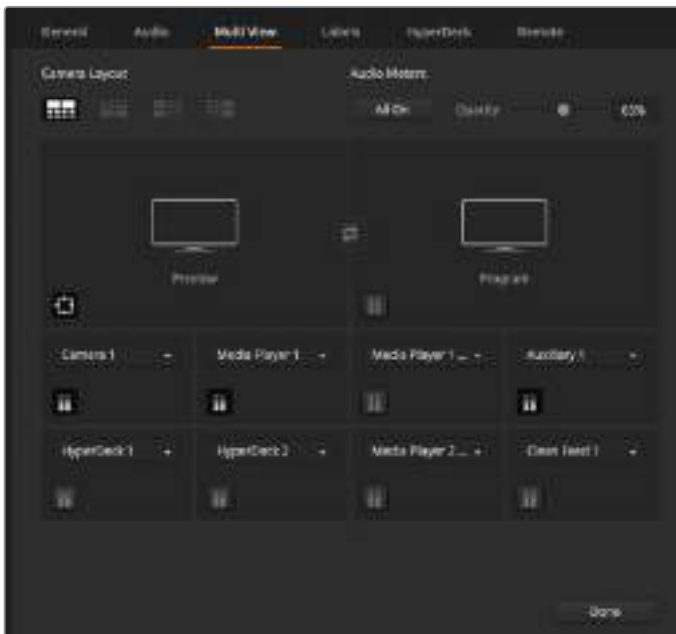 General Audio Multi View Labels HyperDeck Remote
Camera Layout Audio Meters
All On Opacity 65%
Preview Program
Camera 1 Media Player 1 Media Player 1 ... Auxiliary 1
HyperDeck 1 HyperDeck 2 Media Player 2 ... Clean Feed 1
Done